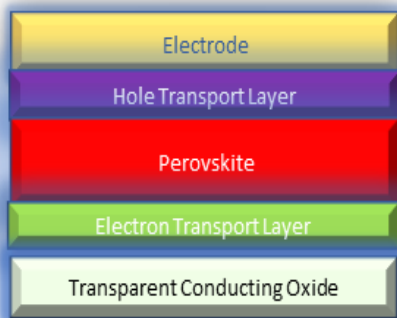 Electrode
Hole Transport Layer
Perovskite
Electron Transport Layer
Transparent Conducting Oxide